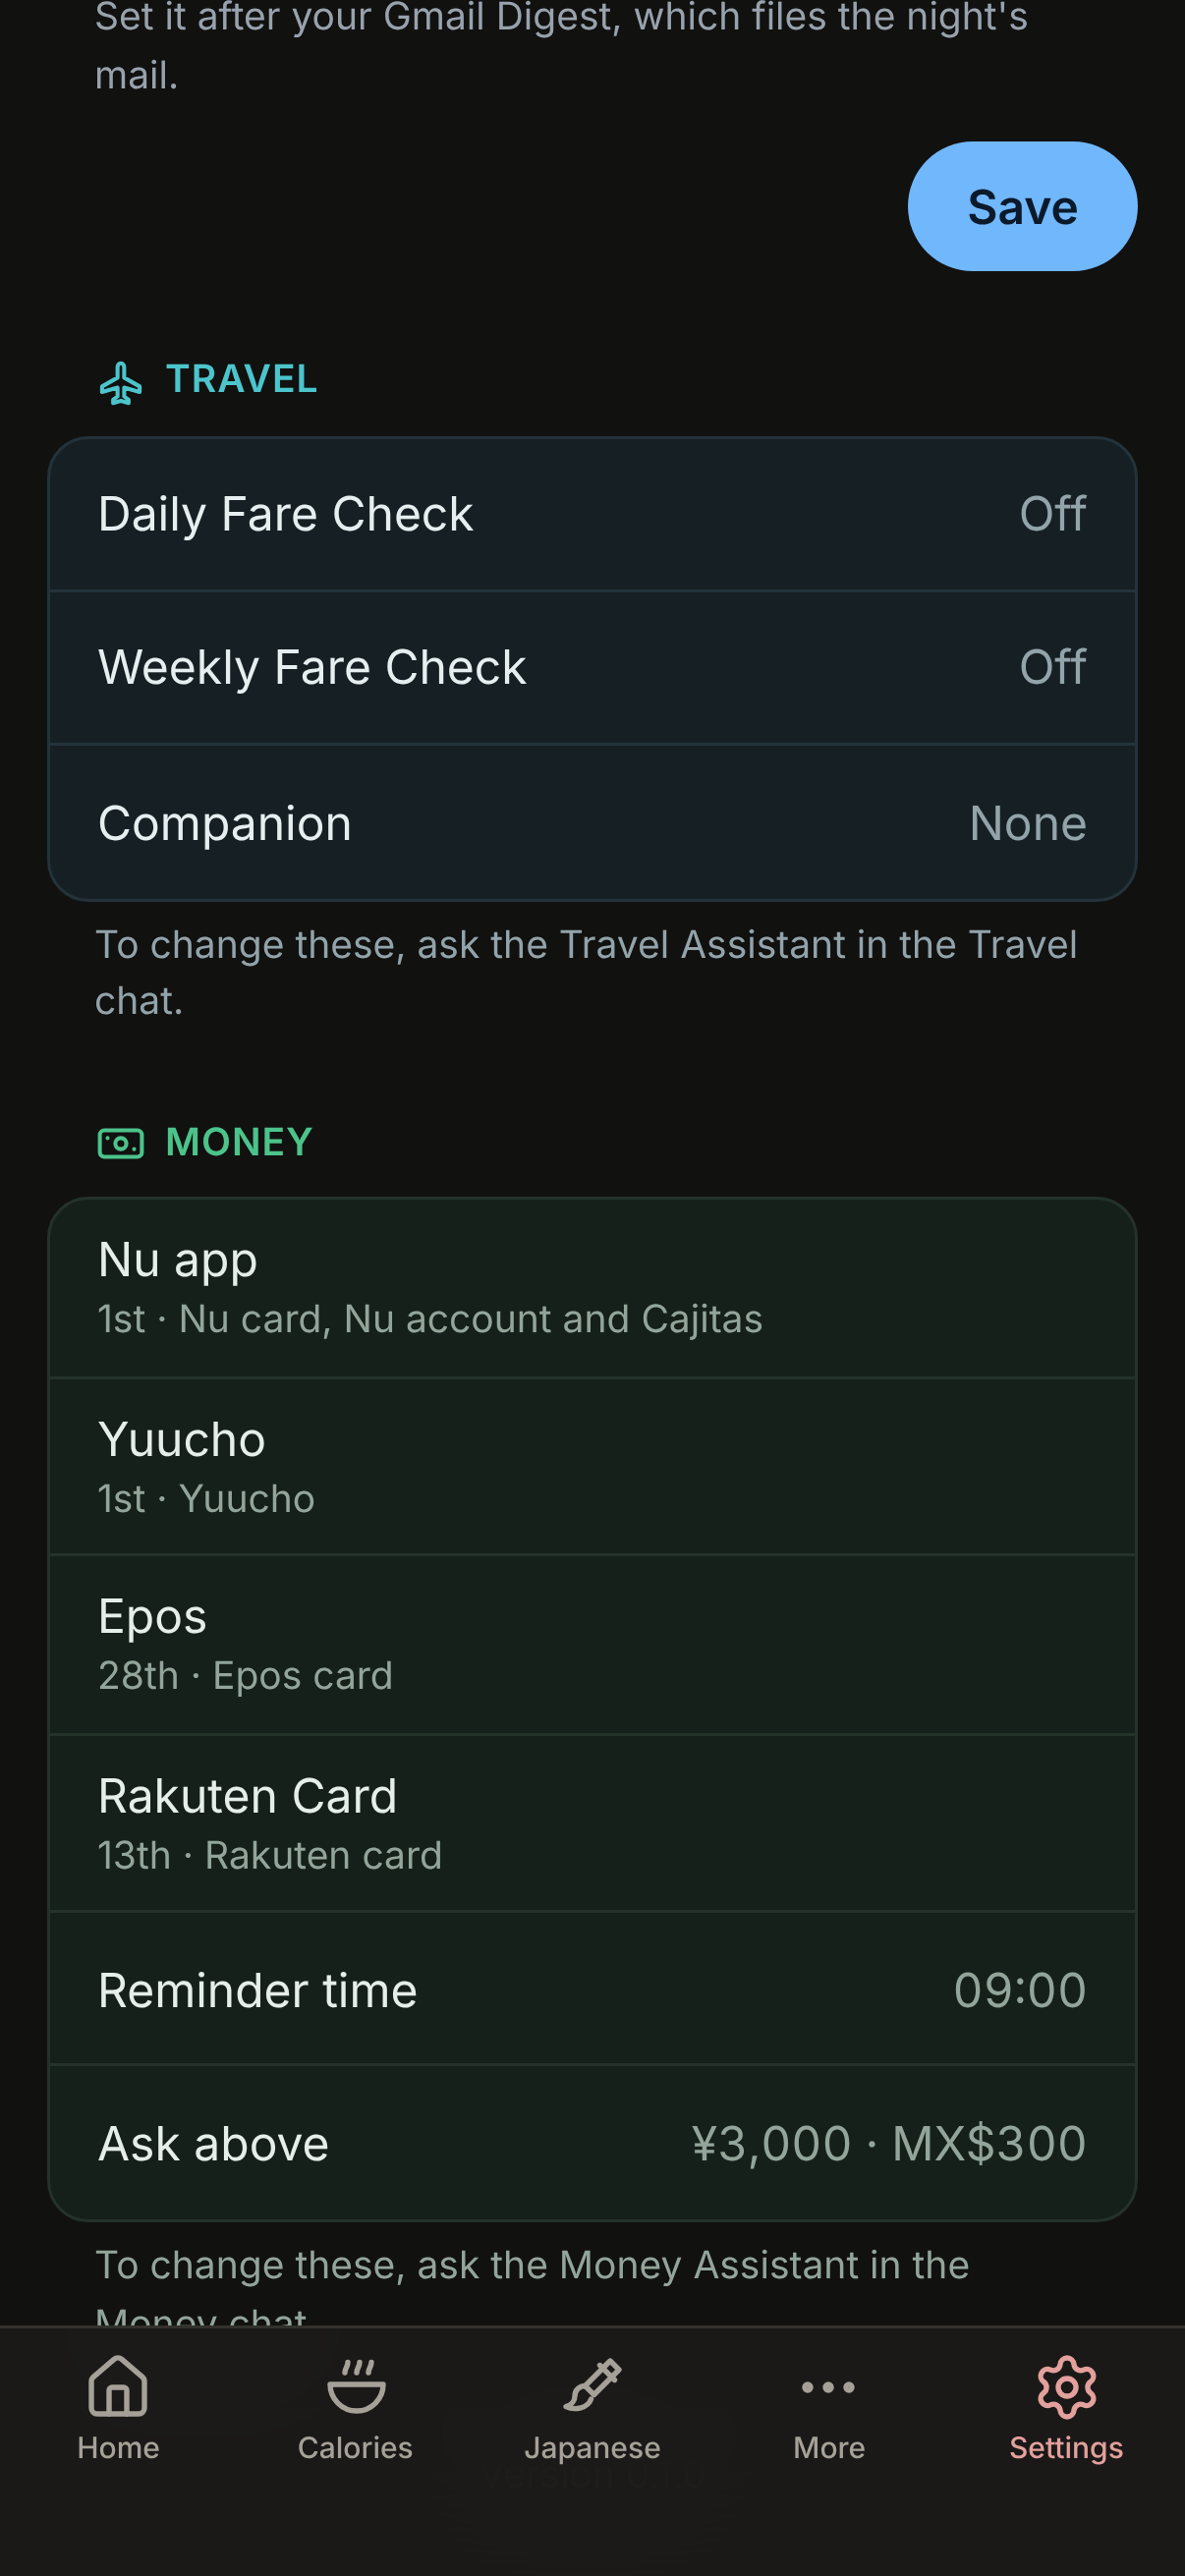 Set it after your Gmail Digest, which files the night's
mail.
Save
TRAVEL
Daily Fare Check Off
Weekly Fare Check Off
Companion None
To change these, ask the Travel Assistant in the Travel
chat.
MONEY
Nu app
1st · Nu card, Nu account and Cajitas
Yuucho
1st · Yuucho
Epos
28th · Epos card
Rakuten Card
13th · Rakuten card
Reminder time 09:00
Ask above ¥3,000 · MX$300
To change these, ask the Money Assistant in the
Money chat.
Home Calories Japanese More Settings